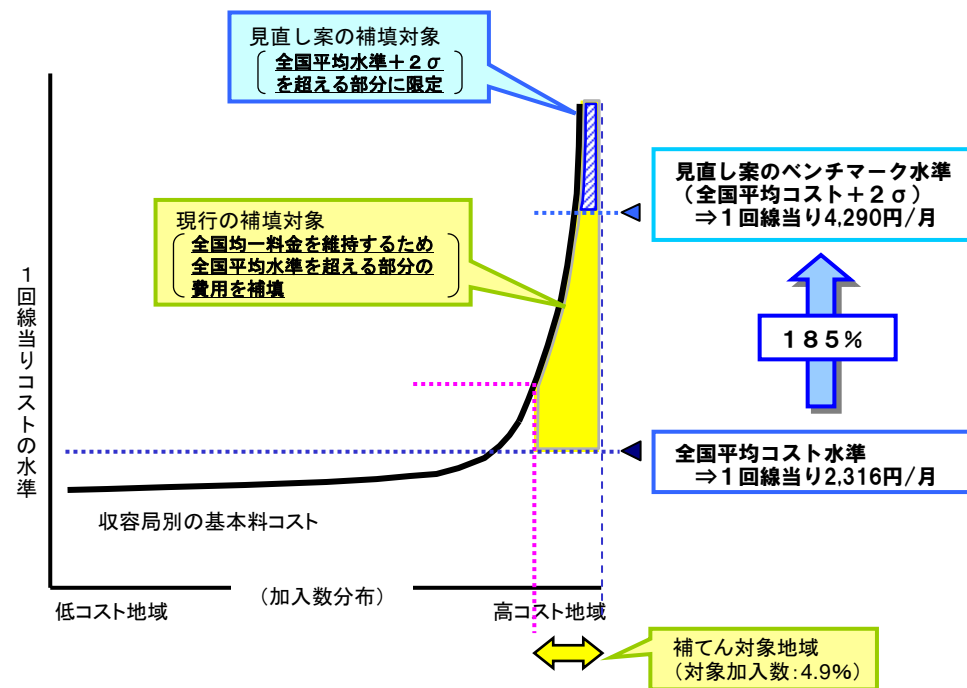 見直し案の補填対象
全国平均水準+2σ
を超える部分に限定
現行の補填対象
全国均一料金を維持するため
全国平均水準を超える部分の
費用を補填
1回線当りコストの水準
見直し案のベンチマーク水準
(全国平均コスト+2σ)
⇒1回線当り4,290円/月
185%
全国平均コスト水準
⇒1回線当り2,316円/月
収容局別の基本料コスト
低コスト地域
(加入数分布)
高コスト地域
補てん対象地域
(対象加入数:4.9%)